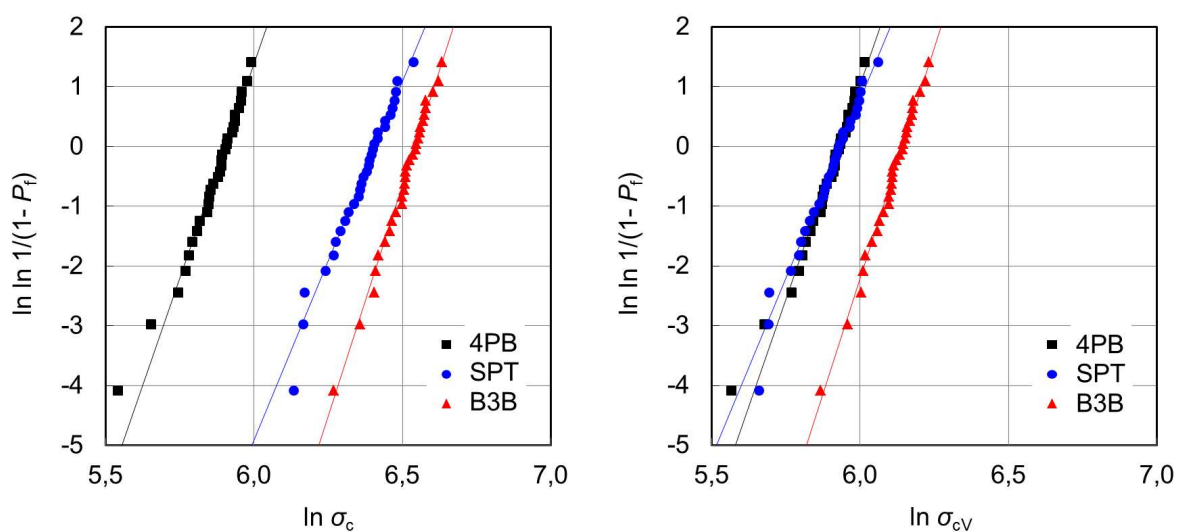 2
1
0
-1
-2
-3
-4
-5
ln ln 1/(1- Pf)
4PB
SPT
B3B
5,5 6,0 6,5 7,0
ln σc
2
1
0
-1
-2
-3
-4
-5
ln ln 1/(1- Pf)
4PB
SPT
B3B
5,5 6,0 6,5 7,0
ln σcV